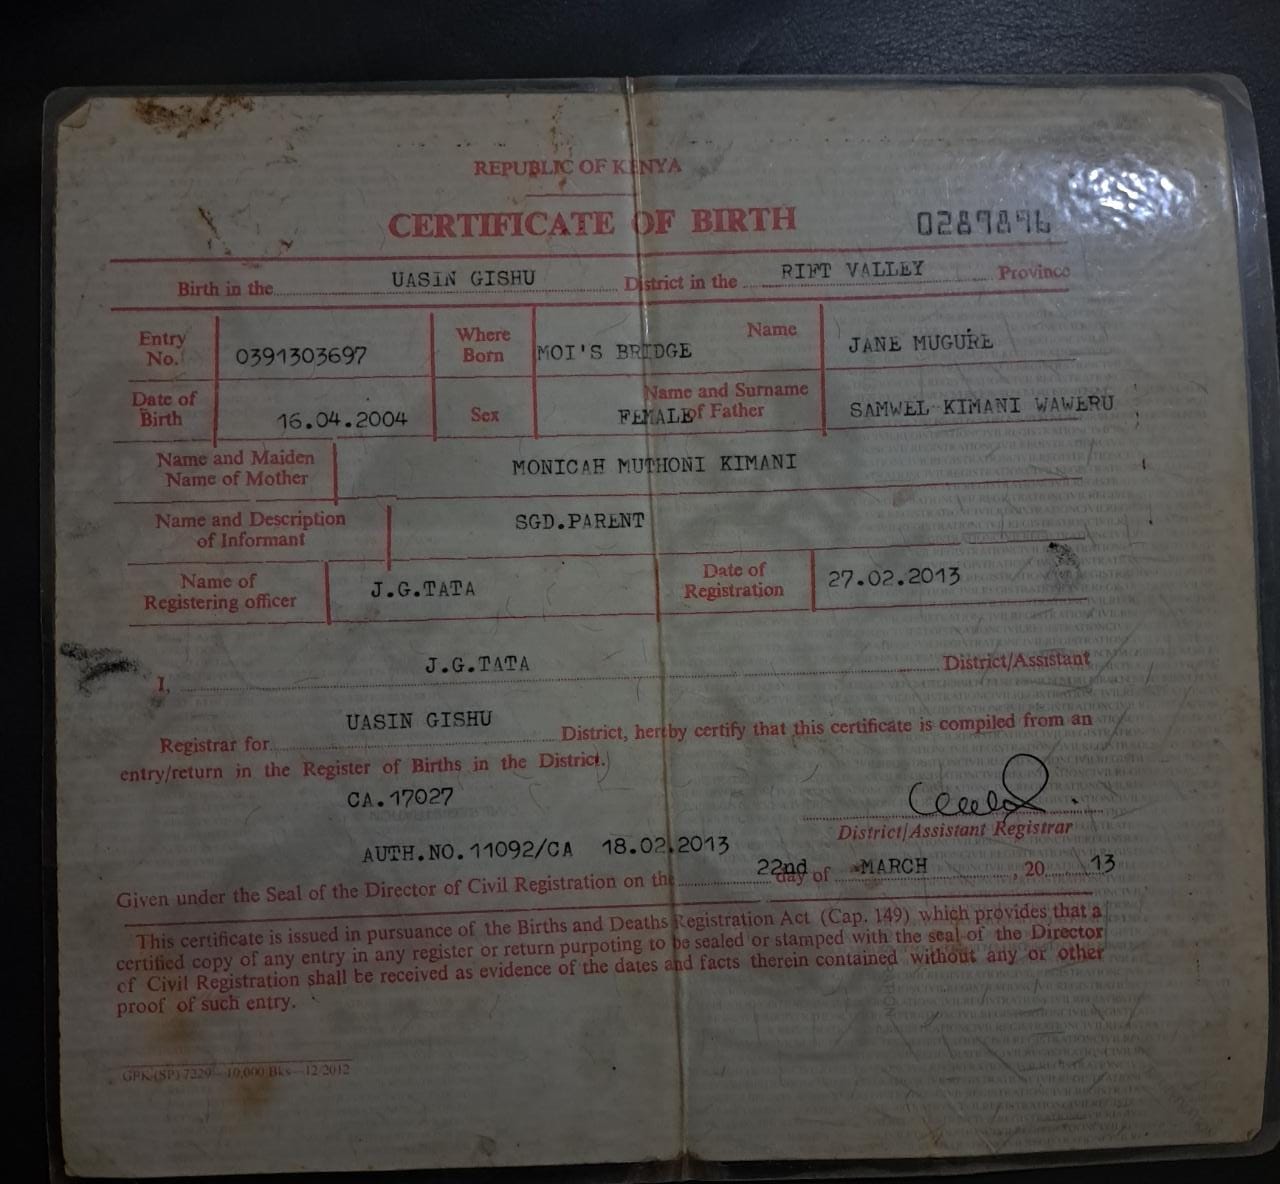 REPUBLIC OF KENYA
CERTIFICATE OF BIRTH 0289896
Birth in the UASIN GISHU District in the RIFT VALLEY Province
Entry No. 0391303697 Where Born MOI'S BRIDGE Name JANE MUGURE
Date of Birth 16.04.2004 Sex FEMALE Name and Surname of Father SAMWEL KIMANI WAWERU
Name and Maiden Name of Mother MONICAH MUTHONI KIMANI
Name and Description of Informant SGD.PARENT
Name of Registering officer J.G.TATA Date of Registration 27.02.2013
I, J.G.TATA District/Assistant
Registrar for UASIN GISHU District, hereby certify that this certificate is compiled from an
entry/return in the Register of Births in the District.
CA.17027
District/Assistant Registrar
AUTH.NO.11092/CA 18.02.2013
Given under the Seal of the Director of Civil Registration on the 22nd day of MARCH, 20 13
This certificate is issued in pursuance of the Births and Deaths Registration Act (Cap. 149) which provides that a
certified copy of any entry in any register or return purpoting to be sealed or stamped with the seal of the Director
of Civil Registration shall be received as evidence of the dates and facts therein contained without any or other
proof of such entry.
GPK (SP) 7229—10,000 Bks—12/2012